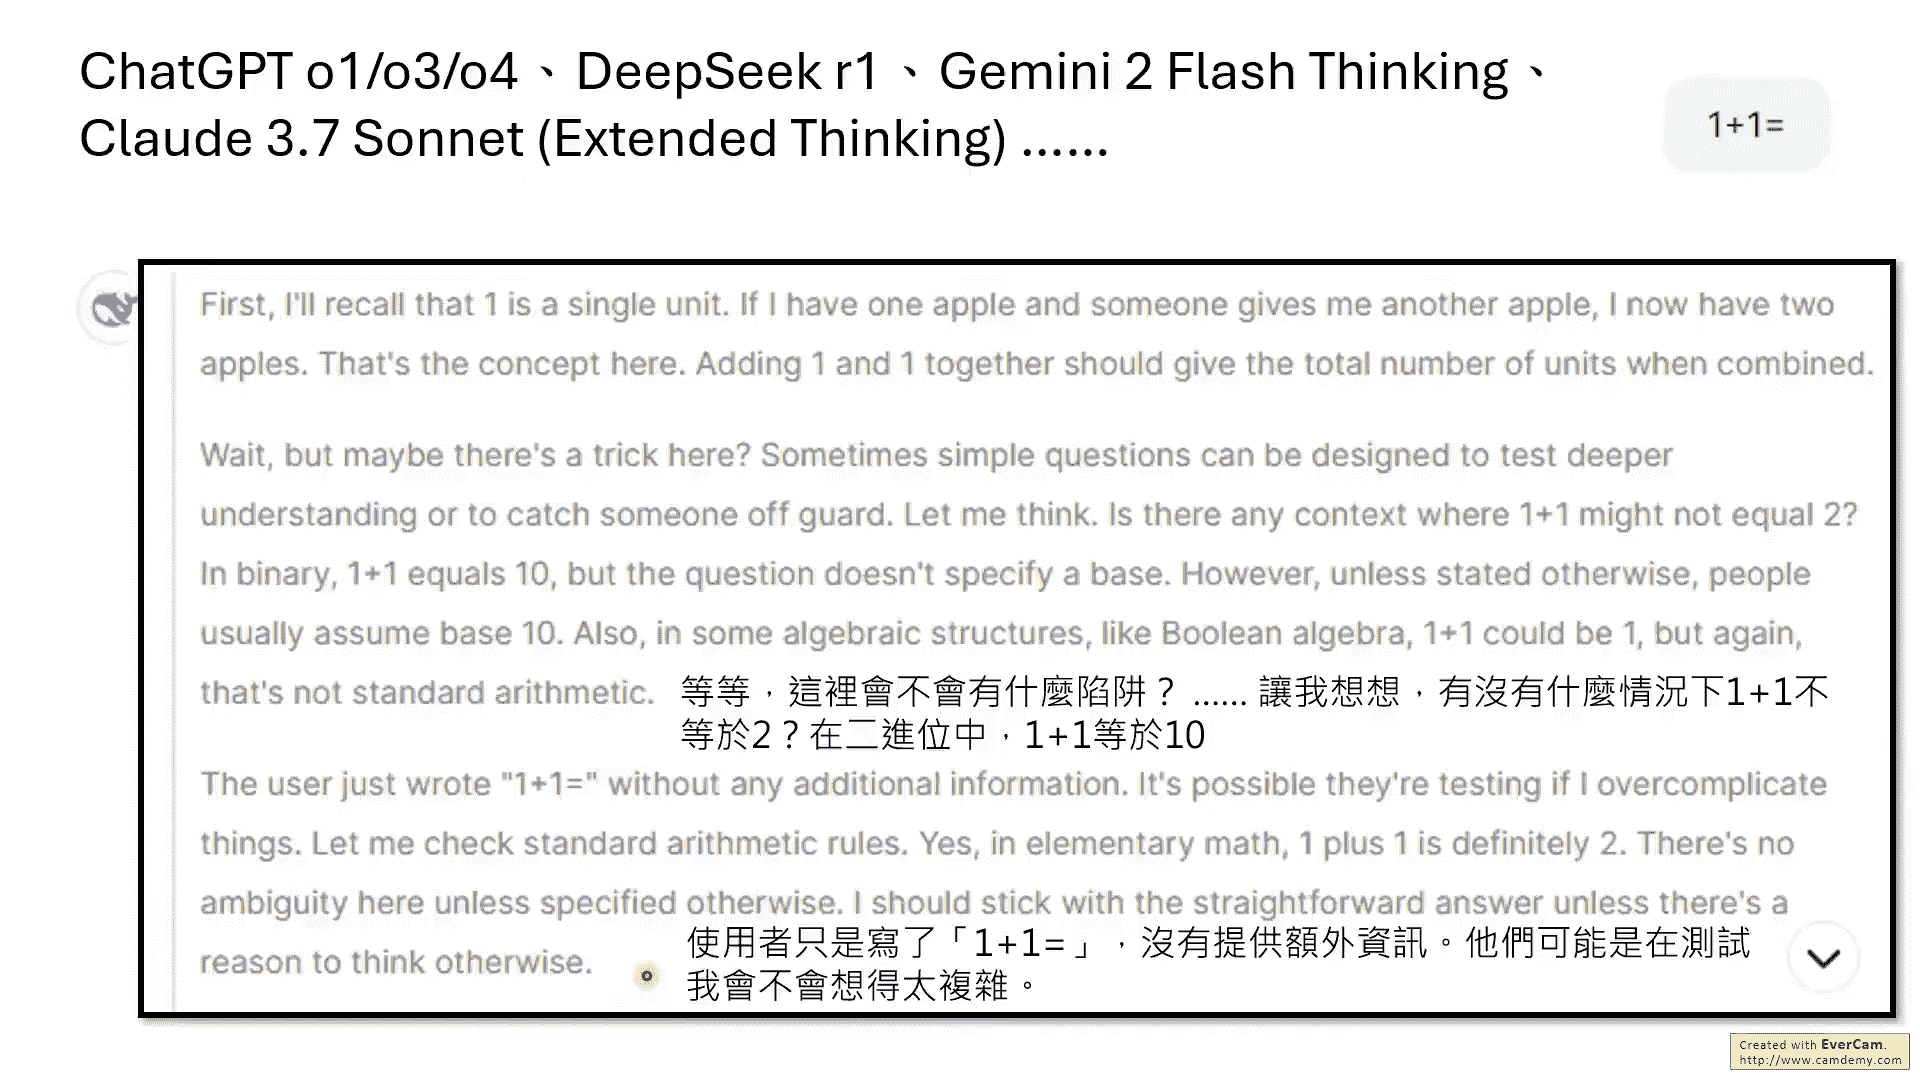 ChatGPT o1/o3/o4、DeepSeek r1、Gemini 2 Flash Thinking、
Claude 3.7 Sonnet (Extended Thinking) ……
1+1=
First, I'll recall that 1 is a single unit. If I have one apple and someone gives me another apple, I now have two
apples. That's the concept here. Adding 1 and 1 together should give the total number of units when combined.
Wait, but maybe there's a trick here? Sometimes simple questions can be designed to test deeper
understanding or to catch someone off guard. Let me think. Is there any context where 1+1 might not equal 2?
In binary, 1+1 equals 10, but the question doesn't specify a base. However, unless stated otherwise, people
usually assume base 10. Also, in some algebraic structures, like Boolean algebra, 1+1 could be 1, but again,
that's not standard arithmetic.
等等，這裡會不會有什麼陷阱？ …… 讓我想想，有沒有什麼情況下1+1不
等於2？在二進位中，1+1等於10
The user just wrote "1+1=" without any additional information. It's possible they're testing if I overcomplicate
things. Let me check standard arithmetic rules. Yes, in elementary math, 1 plus 1 is definitely 2. There's no
ambiguity here unless specified otherwise. I should stick with the straightforward answer unless there's a
reason to think otherwise.
使用者只是寫了「1+1=」，沒有提供額外資訊。他們可能是在測試
我會不會想得太複雜。
Created with EverCam.
http://www.camdemy.com